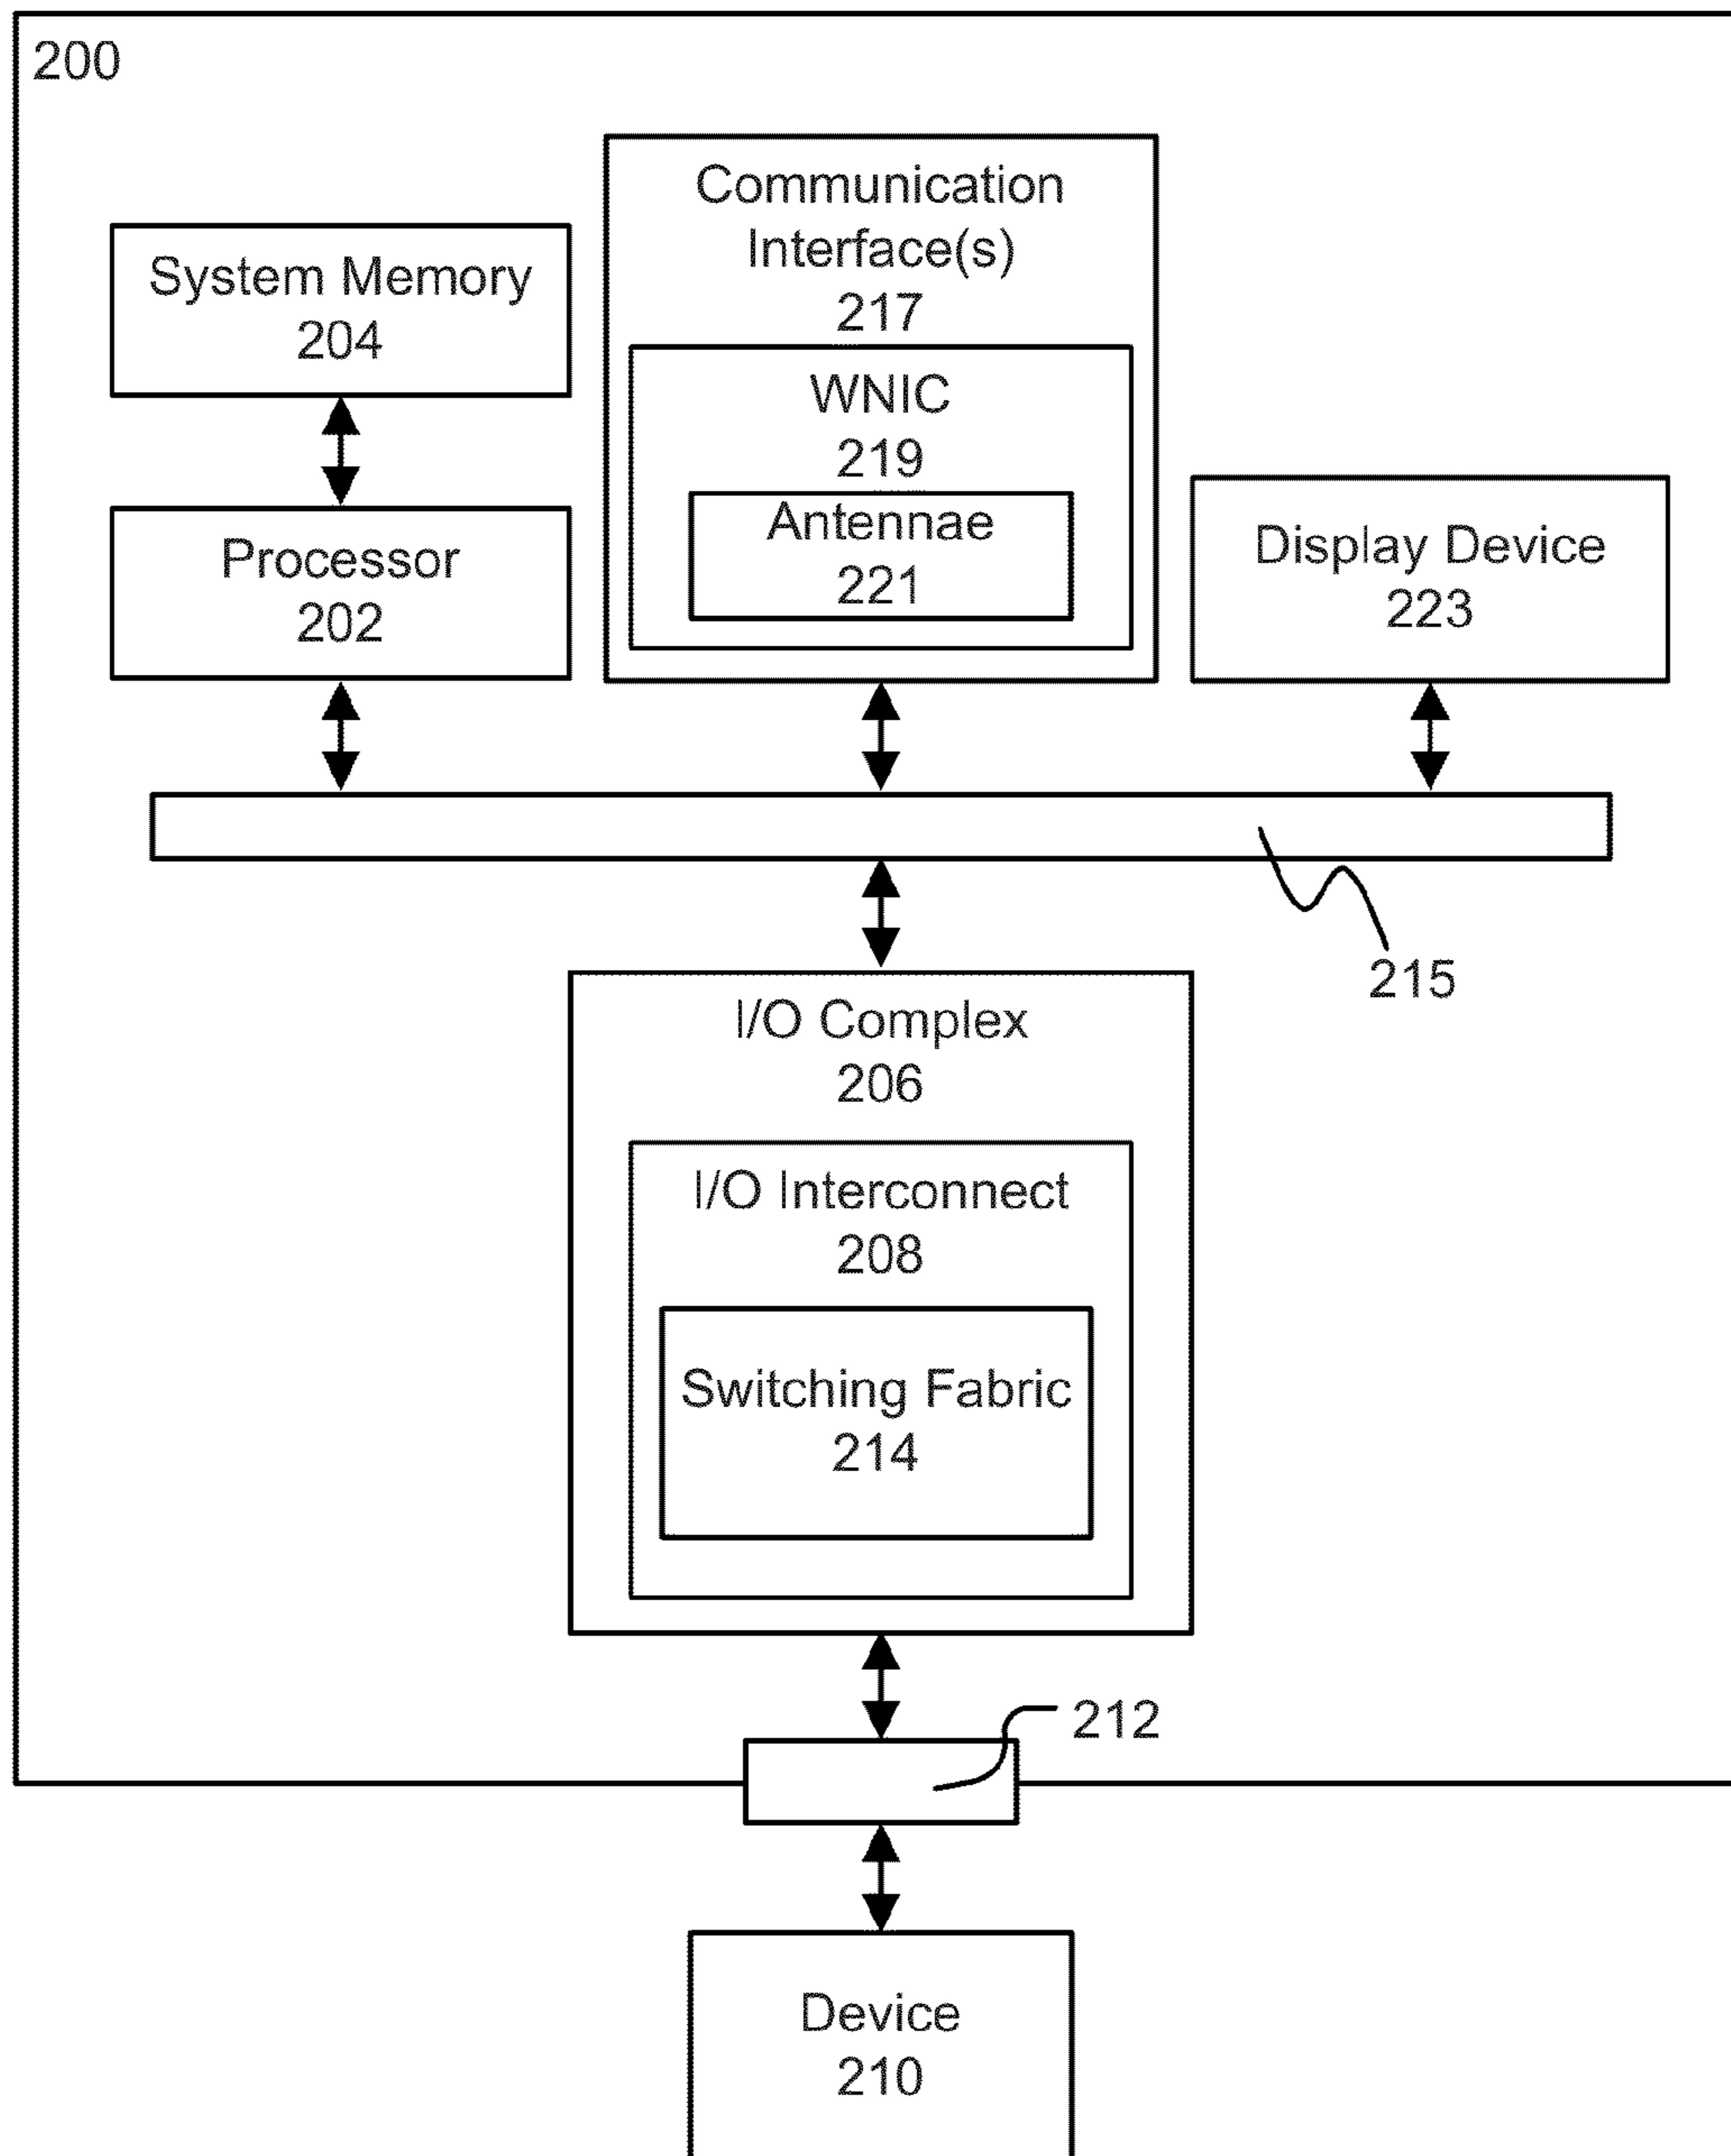 200
System Memory
204
Communication
Interface(s)
217
WNIC
219
Antennae
221
Processor
202
Display Device
223
215
I/O Complex
206
I/O Interconnect
208
Switching Fabric
214
212
Device
210